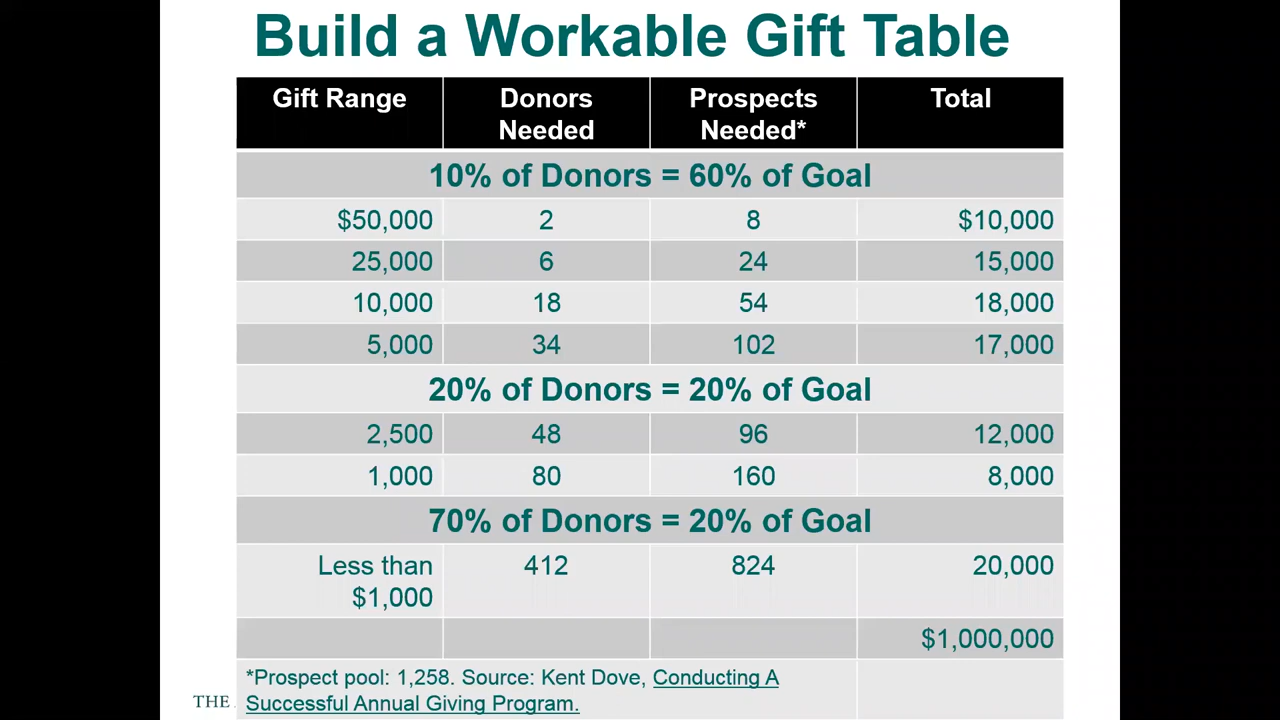 Build a Workable Gift Table
Gift Range Donors Needed Prospects Needed* Total
10% of Donors = 60% of Goal
$50,000 2 8 $10,000
25,000 6 24 15,000
10,000 18 54 18,000
5,000 34 102 17,000
20% of Donors = 20% of Goal
2,500 48 96 12,000
1,000 80 160 8,000
70% of Donors = 20% of Goal
Less than $1,000 412 824 20,000
$1,000,000
*Prospect pool: 1,258. Source: Kent Dove, Conducting A
Successful Annual Giving Program.
THE